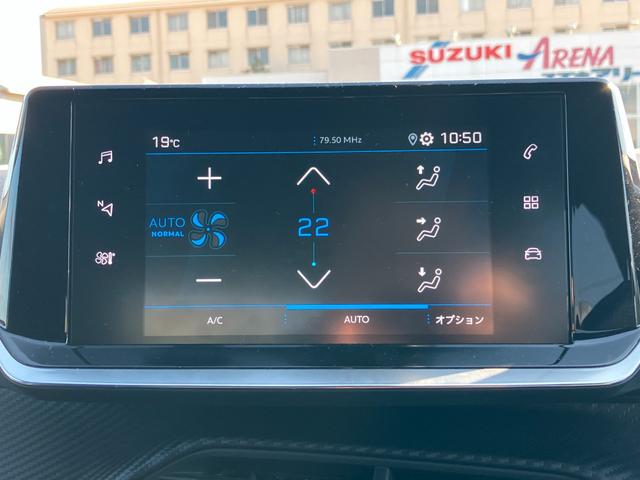 SUZUKI ARENA
19°C 79.50 MHz 10:50
N
AUTO
NORMAL
22
A/C AUTO オプション